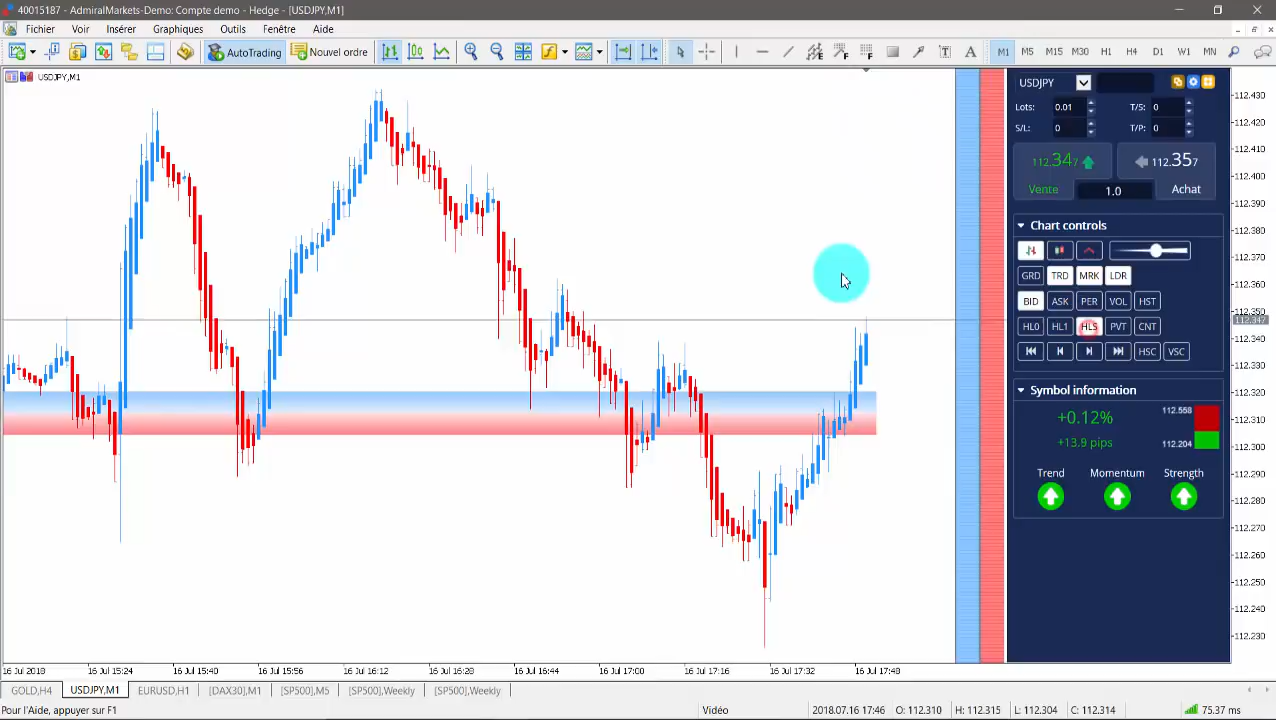 40015187 - AdmiralMarkets-Demo: Compte demo - Hedge - [USDJPY,M1]
Fichier Voir Insérer Graphiques Outils Fenêtre Aide
AutoTrading Nouvel ordre M1 M5 M15 M30 H1 H4 D1 W1 MN
USDJPY,M1
USDJPY
Lots: 0.01 T/S: 0
S/L: 0 T/P: 0
112.347 112.357
Vente 1.0 Achat
Chart controls
GRD TRD MRK LDR
BID ASK PER VOL HST
HL0 HL1 HLS PVT CNT
HSC VSC
Symbol information
+0.12% 112.558
+13.9 pips 112.204
Trend Momentum Strength
112.430
112.420
112.410
112.400
112.390
112.380
112.370
112.360
112.350
112.347
112.340
112.330
112.320
112.310
112.300
112.290
112.280
112.270
112.260
112.250
112.240
112.230
16 Jul 2018 16 Jul 15:24 16 Jul 15:40 16 Jul 15:56 16 Jul 16:12 16 Jul 16:28 16 Jul 16:44 16 Jul 17:00 16 Jul 17:16 16 Jul 17:32 16 Jul 17:48
GOLD,H4 USDJPY,M1 EURUSD,H1 [DAX30],M1 [SP500],M5 [SP500],Weekly [SP500],Weekly
Pour l'Aide, appuyer sur F1 Vidéo 2018.07.16 17:46 O: 112.310 H: 112.315 L: 112.304 C: 112.314 75.37 ms